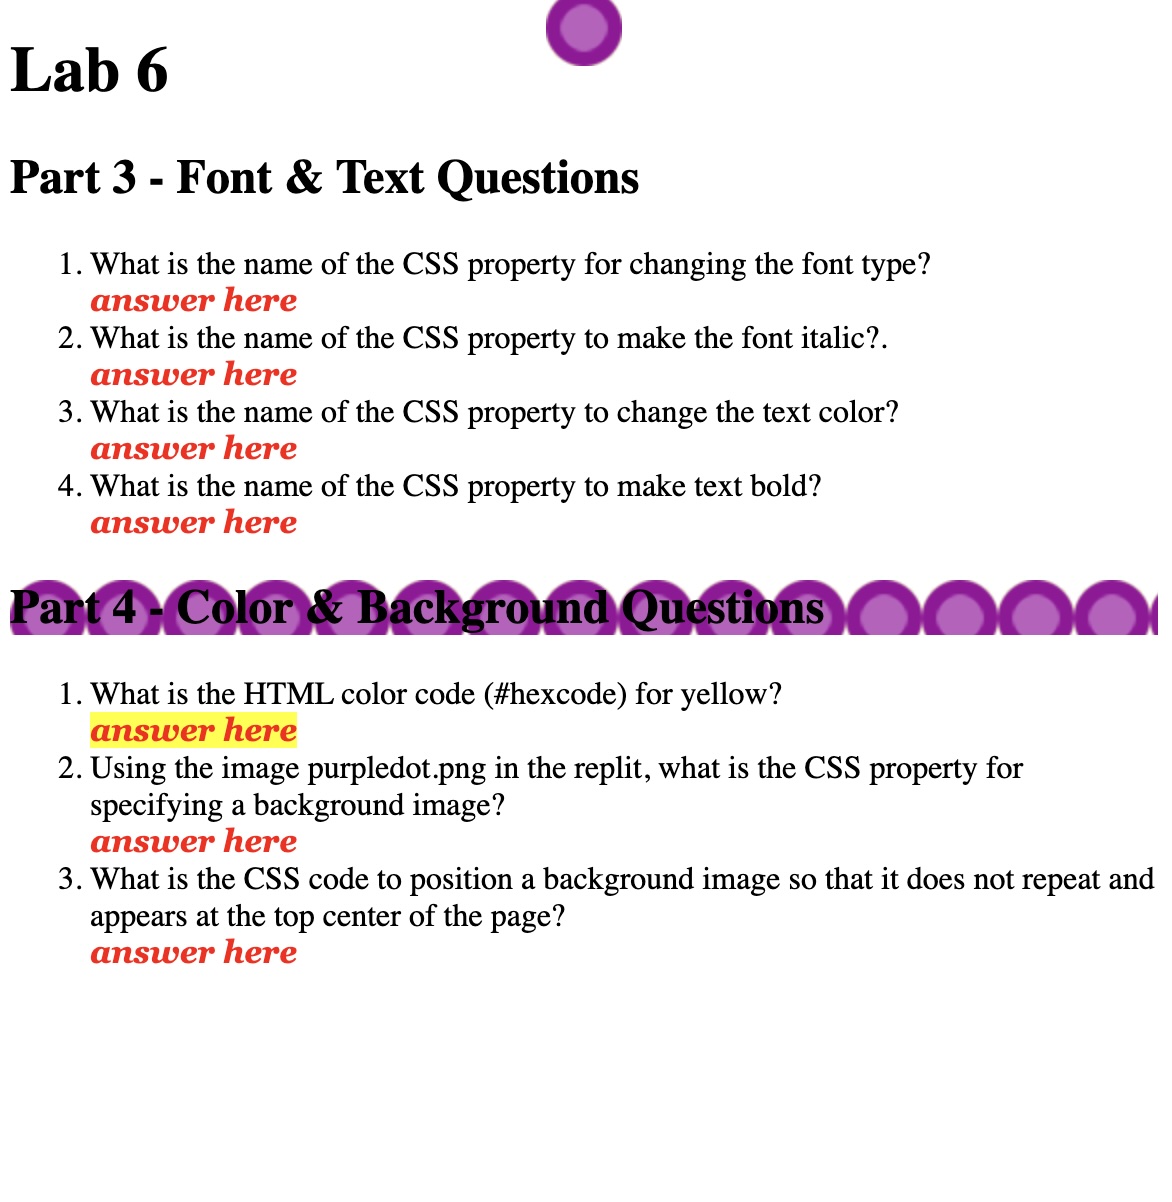 Lab 6
Part 3 - Font & Text Questions
1. What is the name of the CSS property for changing the font type?
answer here
2. What is the name of the CSS property to make the font italic?.
answer here
3. What is the name of the CSS property to change the text color?
answer here
4. What is the name of the CSS property to make text bold?
answer here
Part 4 - Color & Background Questions
1. What is the HTML color code (#hexcode) for yellow?
answer here
2. Using the image purpledot.png in the replit, what is the CSS property for
specifying a background image?
answer here
3. What is the CSS code to position a background image so that it does not repeat and
appears at the top center of the page?
answer here